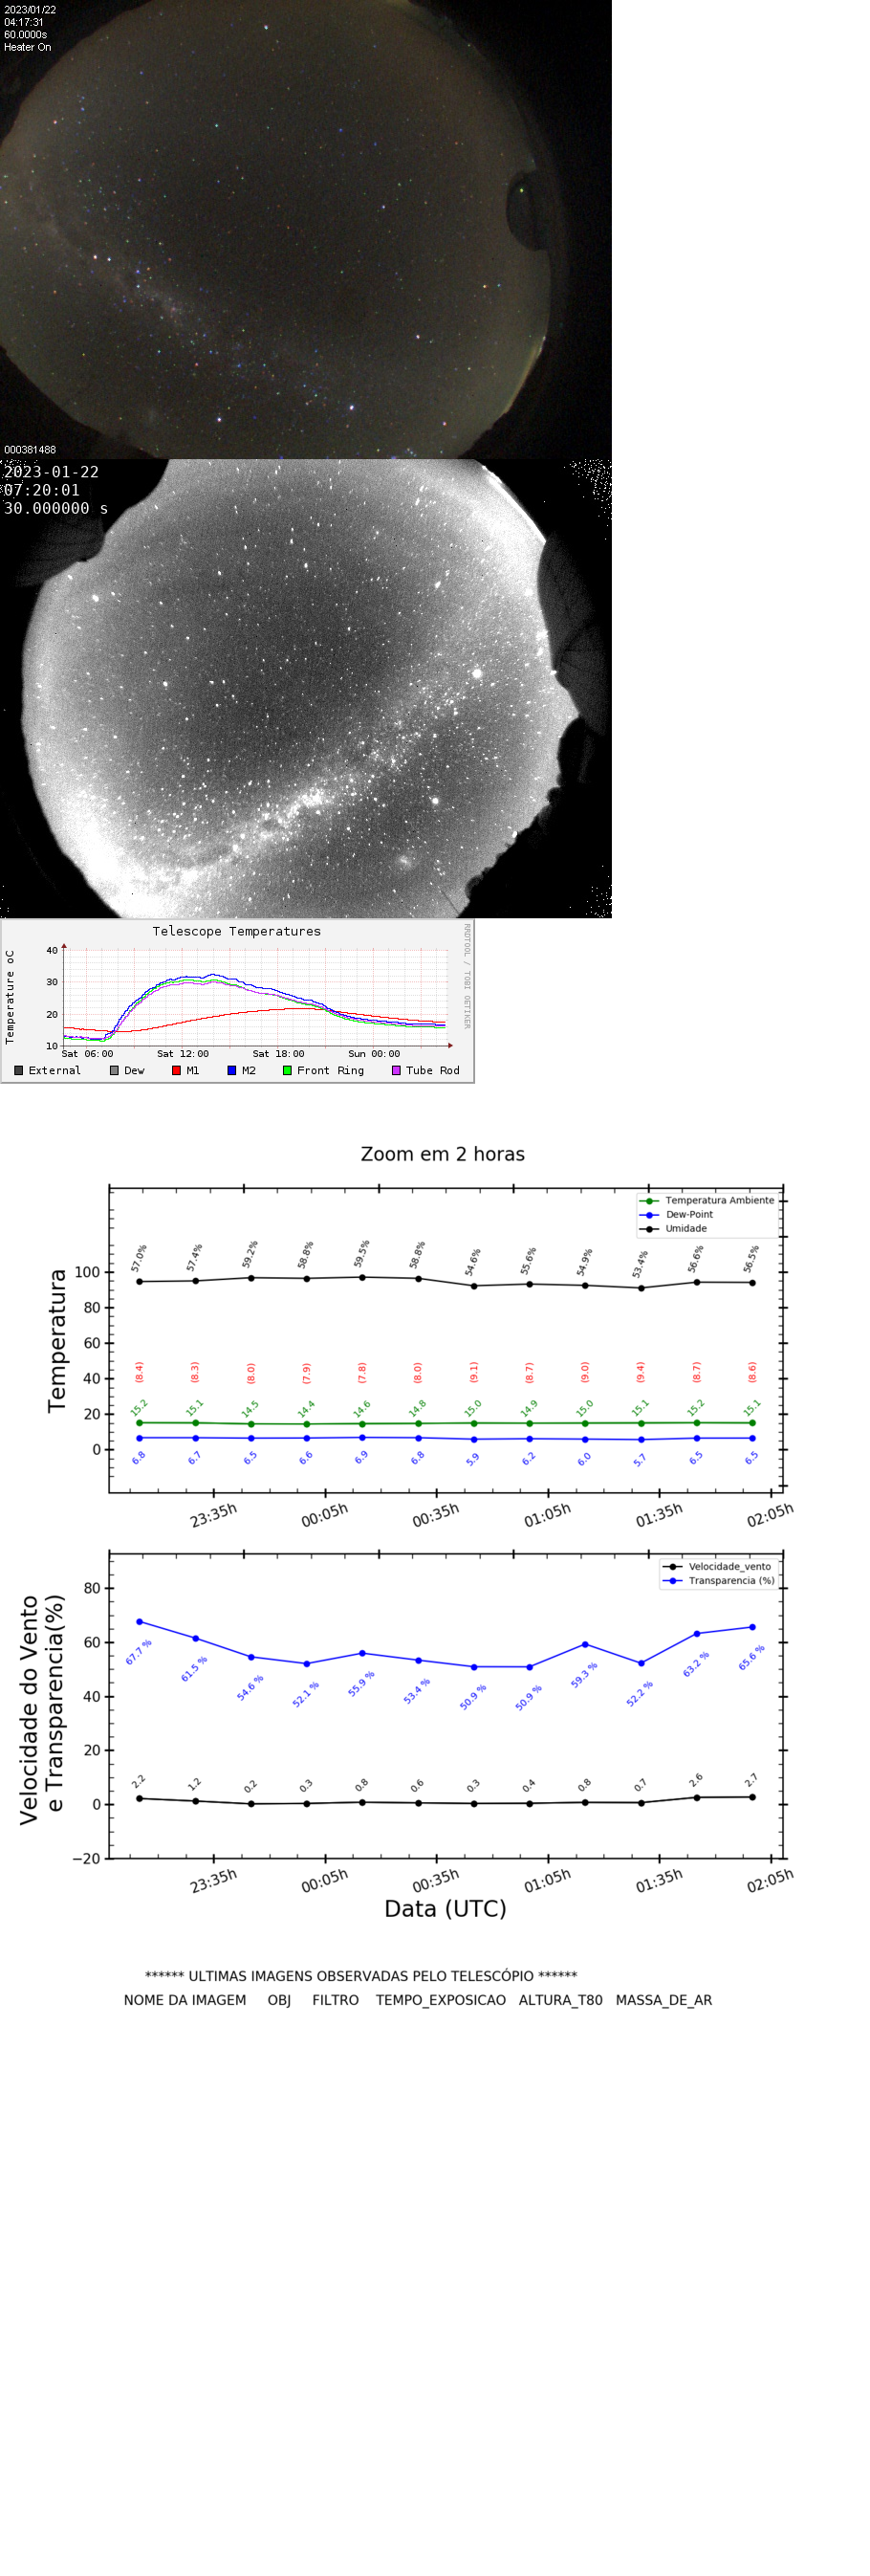 2023/01/22
04:17:31
60.0000s
Heater On
000381488
2023-01-22
07:20:01
30.000000 s
Telescope Temperatures
RRDTOOL / TOBI OETIKER
Temperature oC
40
30
20
10
Sat 06:00 Sat 12:00 Sat 18:00 Sun 00:00
External Dew M1 M2 Front Ring Tube Rod
Zoom em 2 horas
Temperatura Ambiente
Dew-Point
Umidade
Temperatura
57.0% 57.4% 59.2% 58.8% 59.5% 58.8% 54.6% 55.6% 54.9% 53.4% 56.6% 56.5%
100
80
60
40
20
0
(8.4) (8.3) (8.0) (7.9) (7.8) (8.0) (9.1) (8.7) (9.0) (9.4) (8.7) (8.6)
15.2 15.1 14.5 14.4 14.6 14.8 15.0 14.9 15.0 15.1 15.2 15.1
6.8 6.7 6.5 6.6 6.9 6.8 5.9 6.2 6.0 5.7 6.5 6.5
23:35h 00:05h 00:35h 01:05h 01:35h 02:05h
Velocidade_vento
Transparencia (%)
Velocidade do Vento
e Transparencia(%)
80
60
40
20
0
−20
67.7 % 61.5 % 54.6 % 52.1 % 55.9 % 53.4 % 50.9 % 50.9 % 59.3 % 52.2 % 63.2 % 65.6 %
2.2 1.2 0.2 0.3 0.8 0.6 0.3 0.4 0.8 0.7 2.6 2.7
23:35h 00:05h 00:35h 01:05h 01:35h 02:05h
Data (UTC)
****** ULTIMAS IMAGENS OBSERVADAS PELO TELESCÓPIO ******
NOME DA IMAGEM OBJ FILTRO TEMPO_EXPOSICAO ALTURA_T80 MASSA_DE_AR